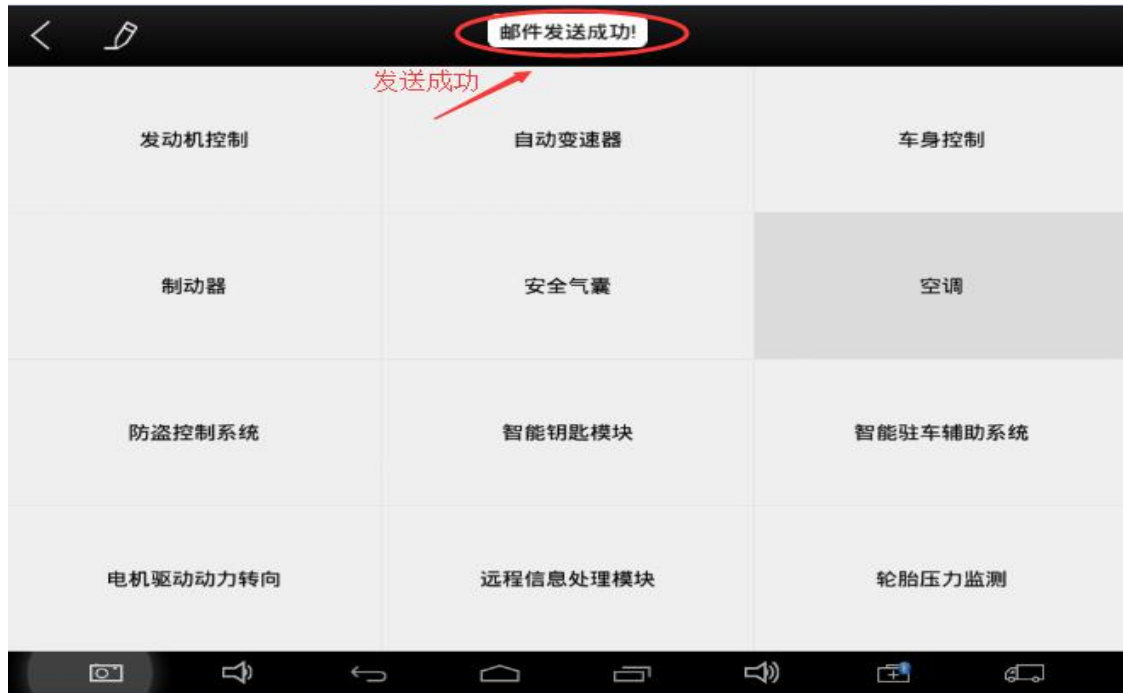 邮件发送成功!
发送成功
发动机控制
自动变速器
车身控制
制动器
安全气囊
空调
防盗控制系统
智能钥匙模块
智能驻车辅助系统
电机驱动动力转向
远程信息处理模块
轮胎压力监测